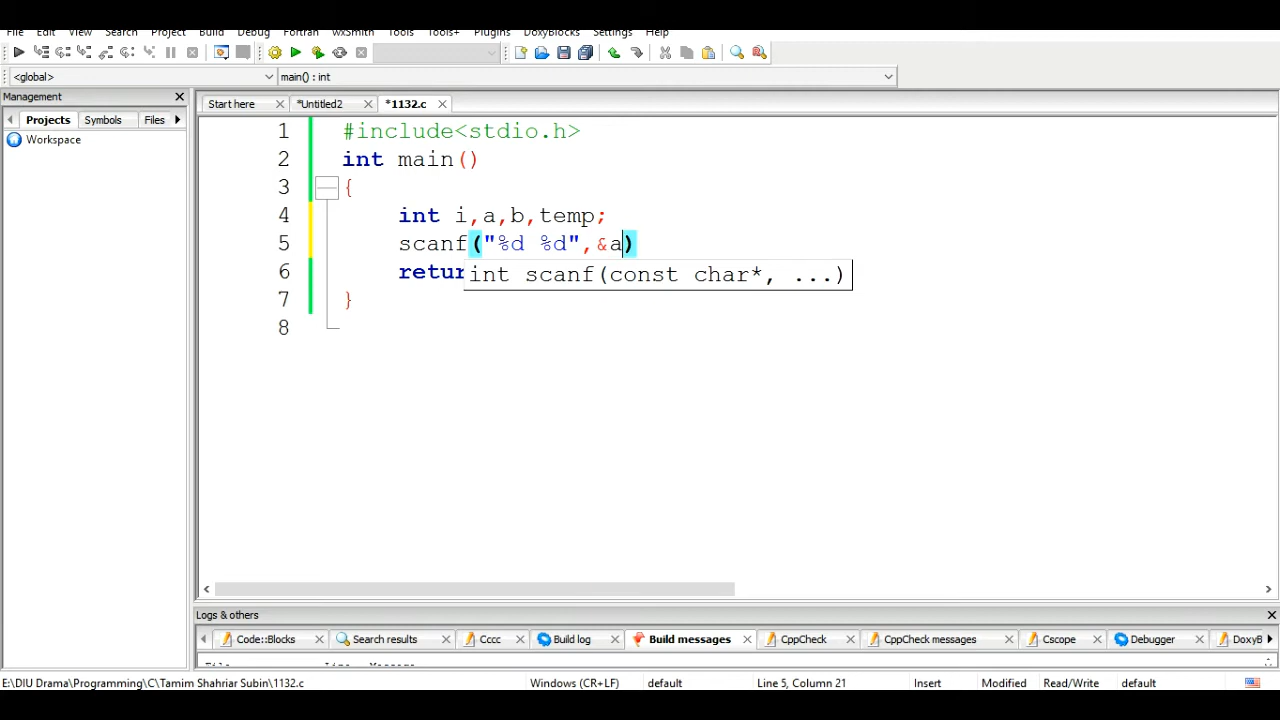 File Edit View Search Project Build Debug Fortran wxSmith Tools Tools+ Plugins DoxyBlocks Settings Help
<global> main() : int
Management
Start here *Untitled2 *1132.c
Projects Symbols Files
Workspace
1 #include<stdio.h>
2 int main()
3 {
4 int i,a,b,temp;
5 scanf("%d %d",&a)
6 retur
int scanf(const char*, ...)
7 }
8
Logs & others
Code::Blocks Search results Cccc Build log Build messages CppCheck CppCheck messages Cscope Debugger DoxyB
File Line Message
E:\DIU Drama\Programming\C\Tamim Shahriar Subin\1132.c Windows (CR+LF) default Line 5, Column 21 Insert Modified Read/Write default